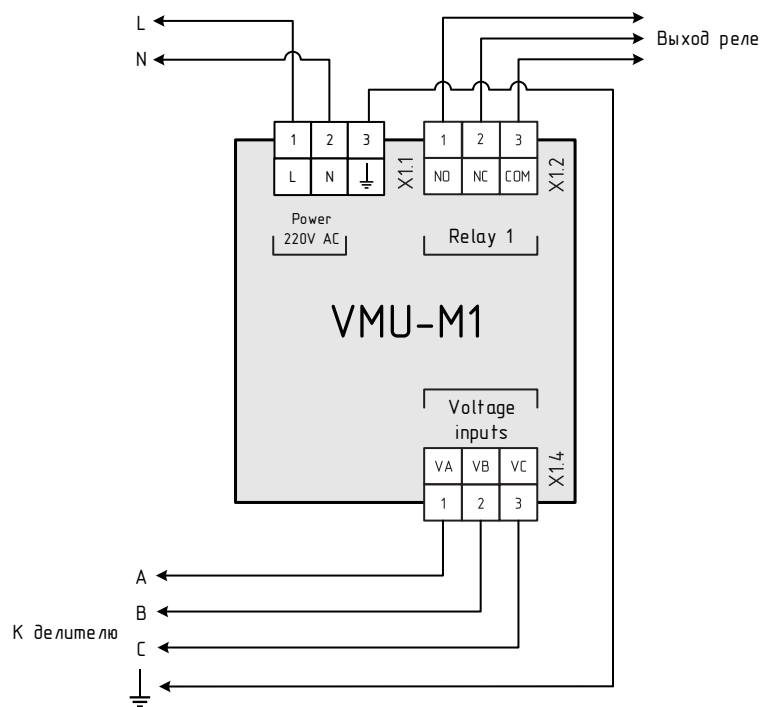 L
N
Выход реле
1 2 3
L N
X1.1
1 2 3
NO NC COM
X1.2
Power
220V AC
Relay 1
VMU-M1
Voltage
inputs
VA VB VC
1 2 3
X1.4
A
B
К делителю
C